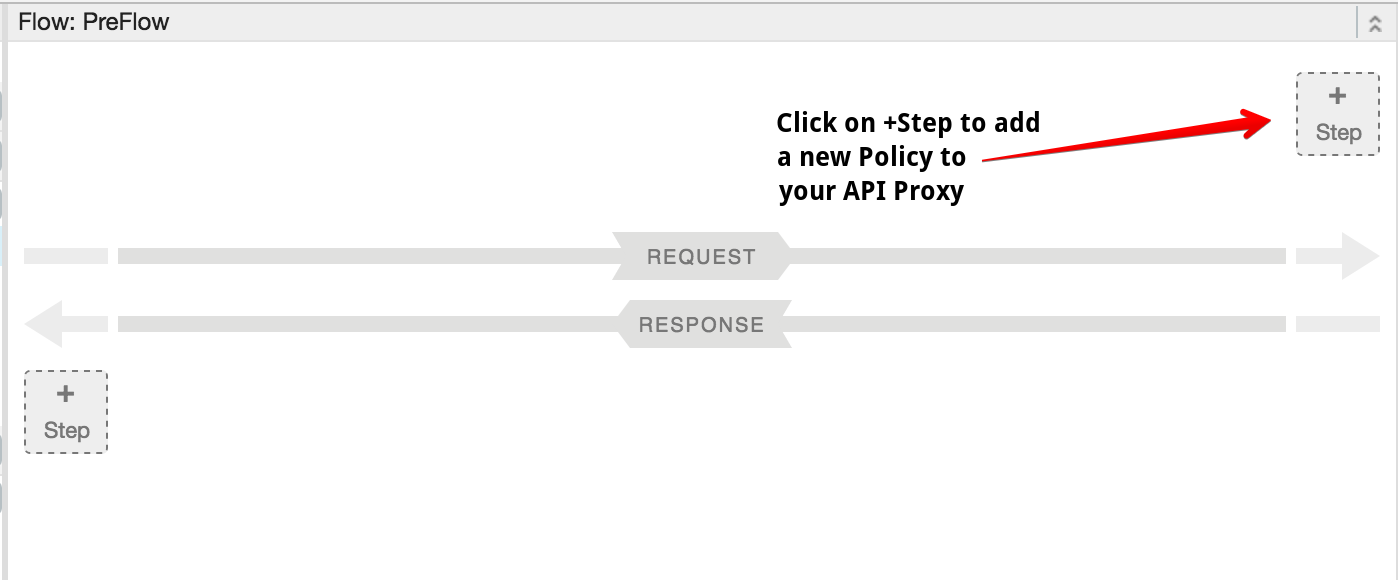 Flow: PreFlow
+
Step
Click on +Step to add
a new Policy to
your API Proxy
REQUEST
RESPONSE
+
Step